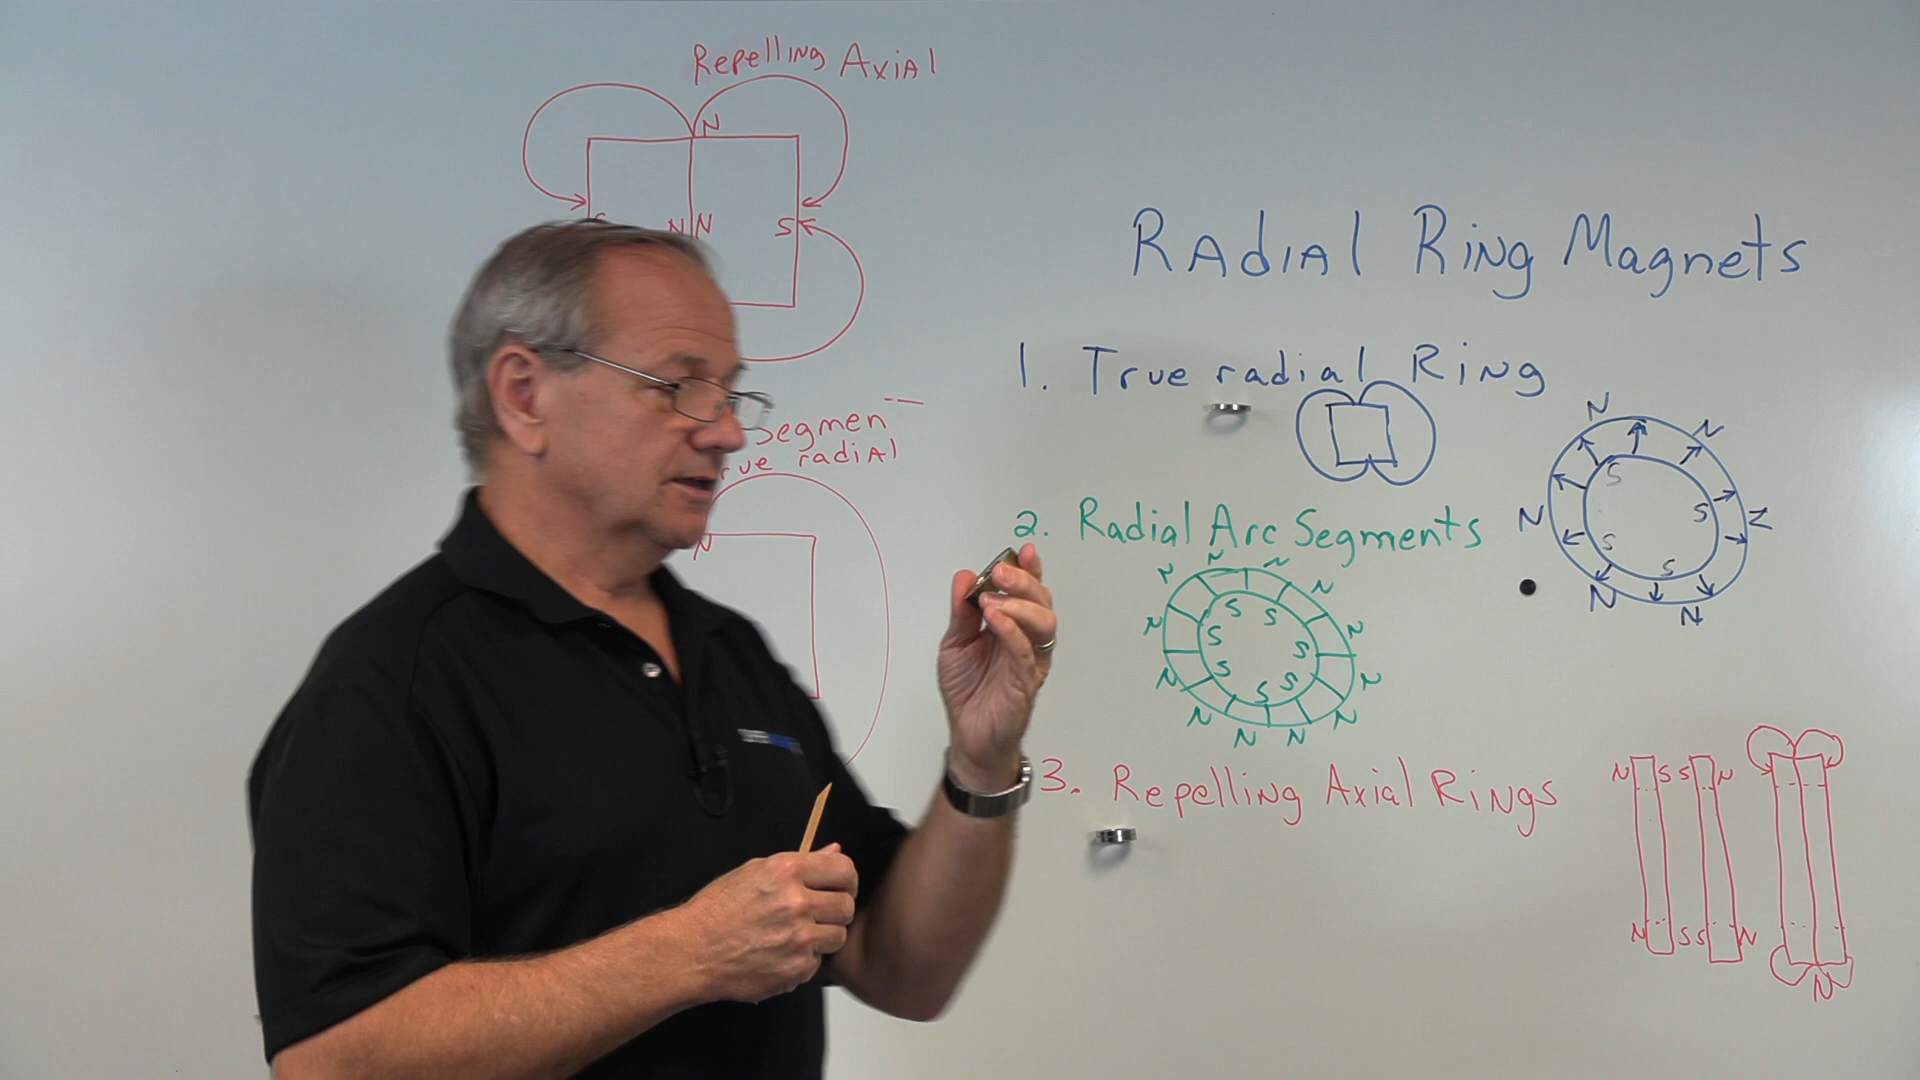 Repelling Axial
N
N N S
Segmen
rue radial
N
Radial Ring Magnets
1. True radial Ring
N N
S
N S N
S S
N N
2. Radial Arc Segments
N N N N
S S
N S S N
N S S S N
N N N N
3. Repelling Axial Rings
N S S N
N S S N
N